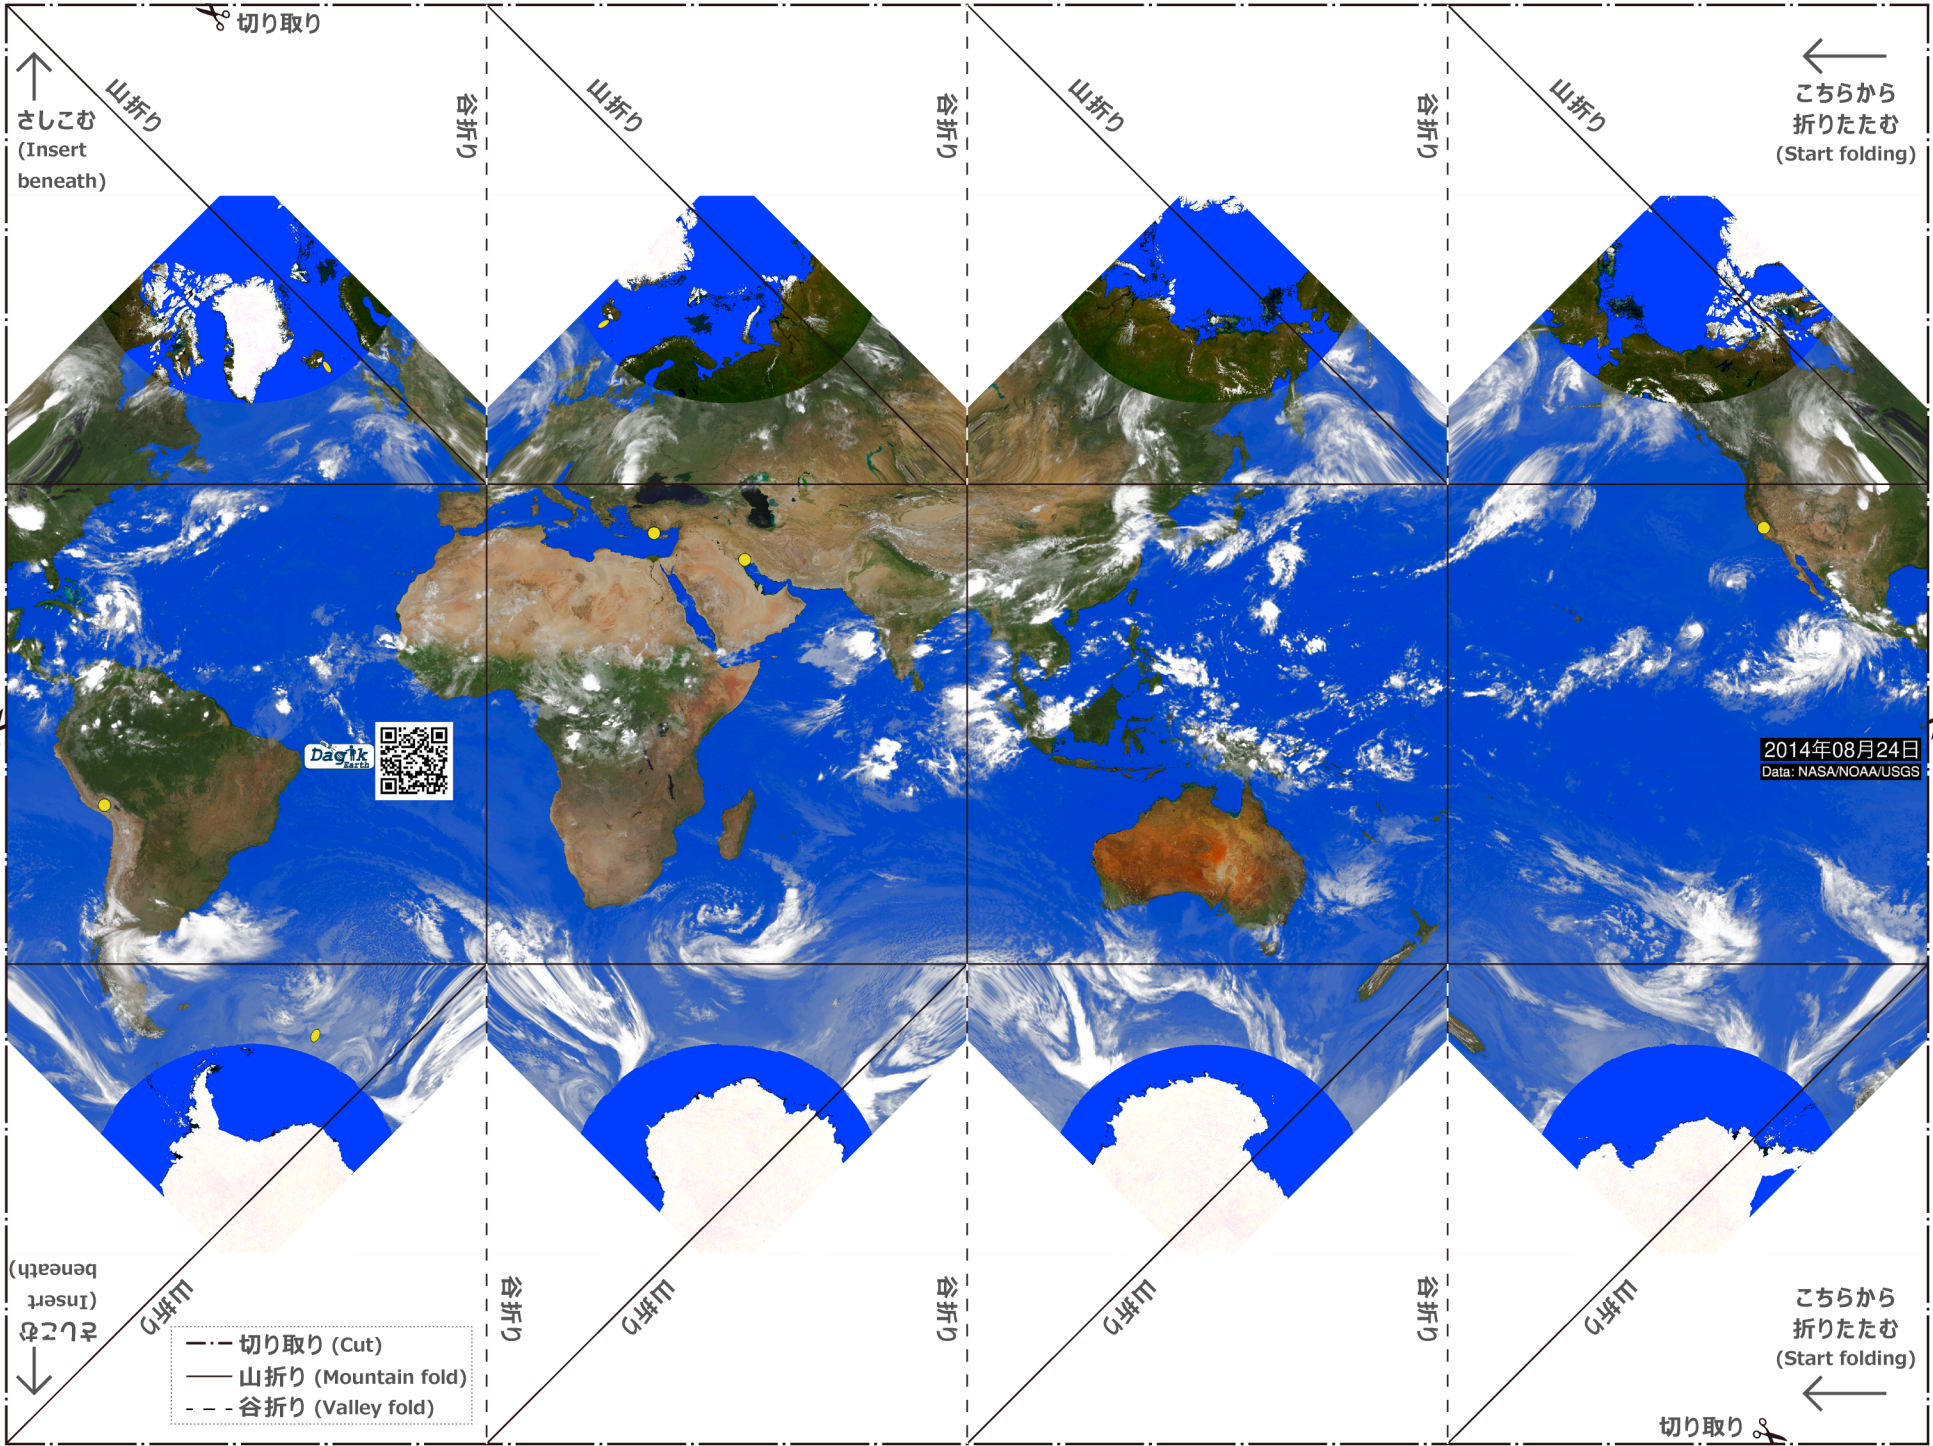 切り取り
山折り
谷折り
山折り
谷折り
山折り
谷折り
山折り
さしこむ
(Insert
beneath)
こちらから
折りたたむ
(Start folding)
Dagik
Earth
2014年08月24日
Data: NASA/NOAA/USGS
さしこむ
(Insert
beneath)
山折り
谷折り
山折り
谷折り
山折り
谷折り
山折り
こちらから
折りたたむ
(Start folding)
切り取り (Cut)
山折り (Mountain fold)
谷折り (Valley fold)
切り取り